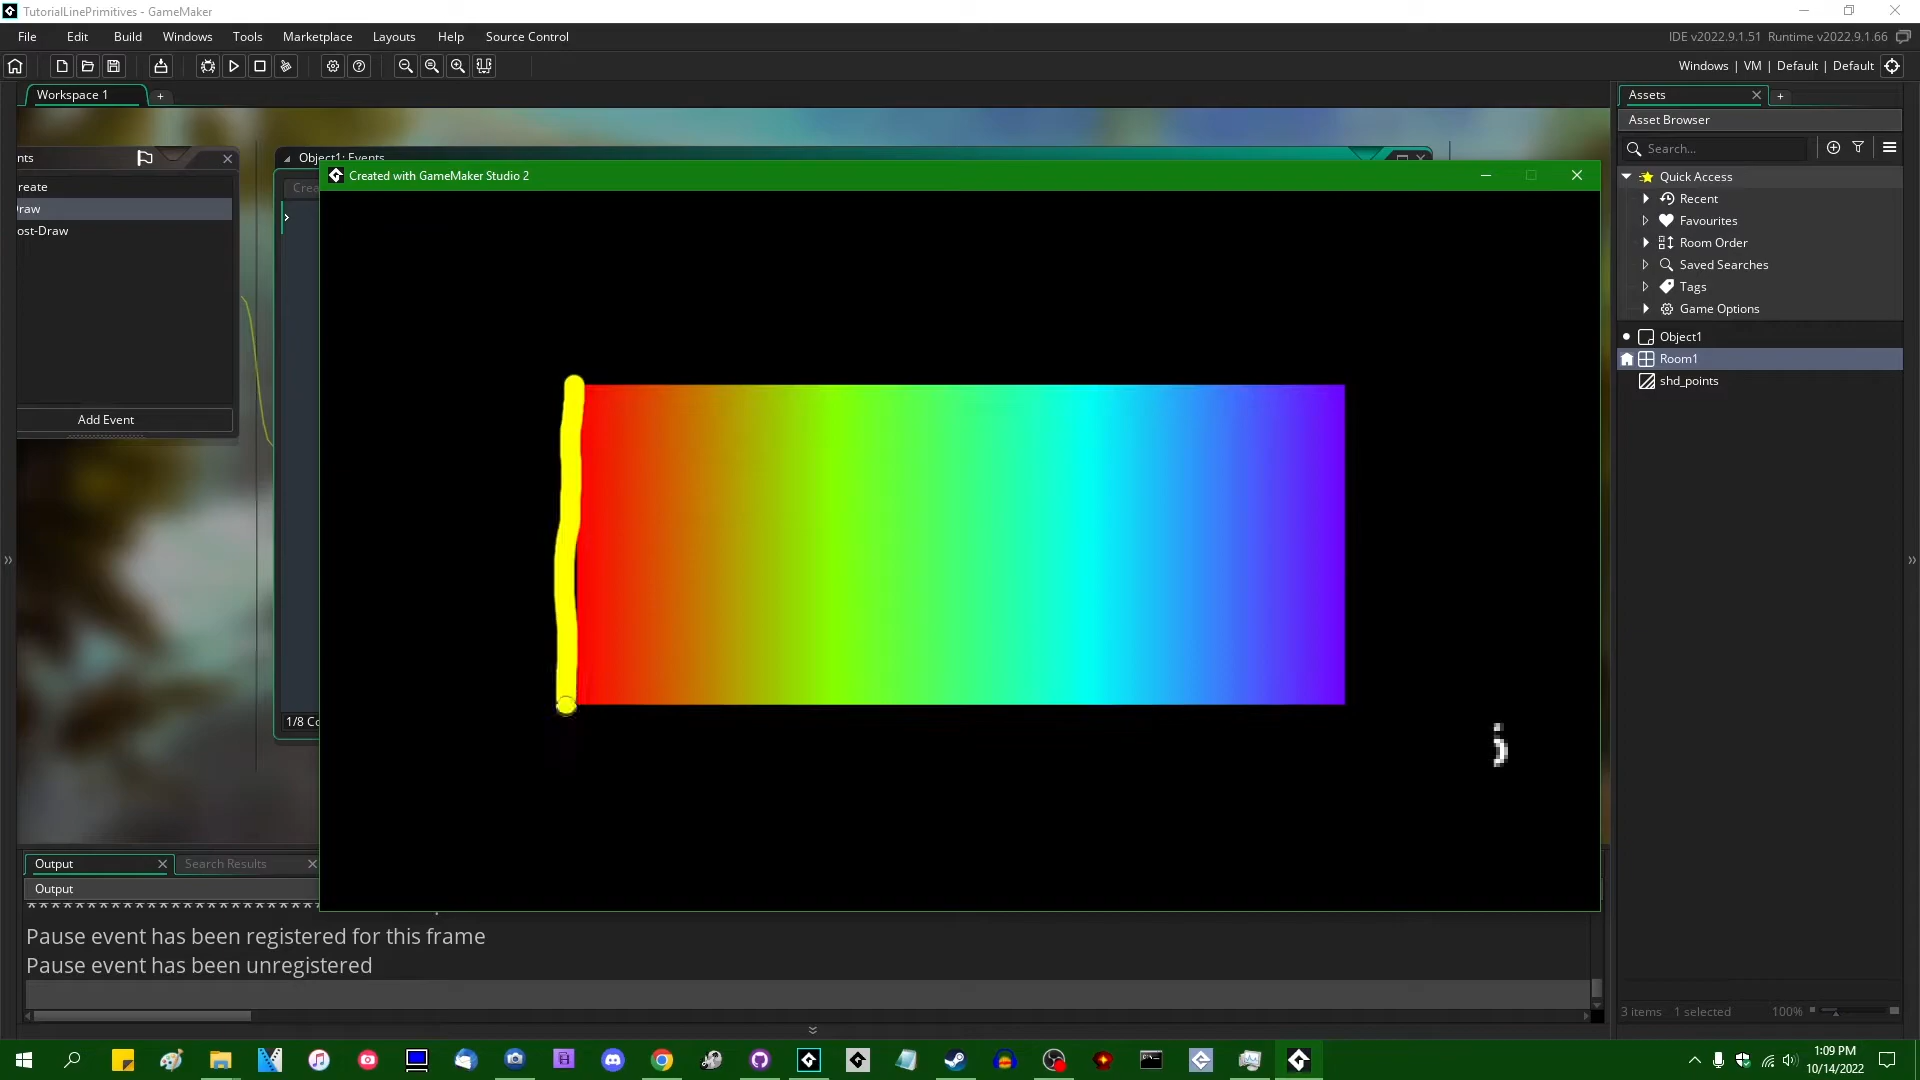 TutorialLinePrimitives - GameMaker
File Edit Build Windows Tools Marketplace Layouts Help Source Control
IDE v2022.9.1.51 Runtime v2022.9.1.66
Windows | VM | Default | Default
Workspace 1
Assets
Asset Browser
Search...
Quick Access
Recent
Favourites
Room Order
Saved Searches
Tags
Game Options
Object1
Room1
shd_points
3 items 1 selected 100%
nts
reate
raw
ost-Draw
Add Event
Object1: Events
Crea
1/8 Co
Created with GameMaker Studio 2
Output
Search Results
Output
Pause event has been registered for this frame
Pause event has been unregistered
1:09 PM
10/14/2022